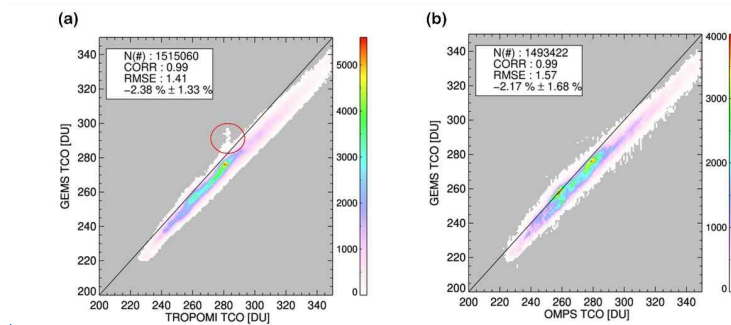 (a)
N(#) : 1515060
CORR : 0.99
RMSE : 1.41
−2.38 % ± 1.33 %
GEMS TCO [DU]
340
320
300
280
260
240
220
200
200 220 240 260 280 300 320 340
TROPOMI TCO [DU]
5000
4000
3000
2000
1000
0
(b)
N(#) : 1493422
CORR : 0.99
RMSE : 1.57
−2.17 % ± 1.68 %
GEMS TCO [DU]
340
320
300
280
260
240
220
200
200 220 240 260 280 300 320 340
OMPS TCO [DU]
4000
3000
2000
1000
0